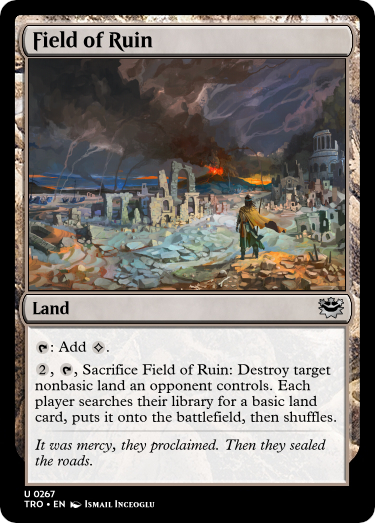 Field of Ruin
Land
: Add .
2, , Sacrifice Field of Ruin: Destroy target
nonbasic land an opponent controls. Each
player searches their library for a basic land
card, puts it onto the battlefield, then shuffles.
It was mercy, they proclaimed. Then they sealed
the roads.
U 0267
TRO • EN Ismail Inceoglu